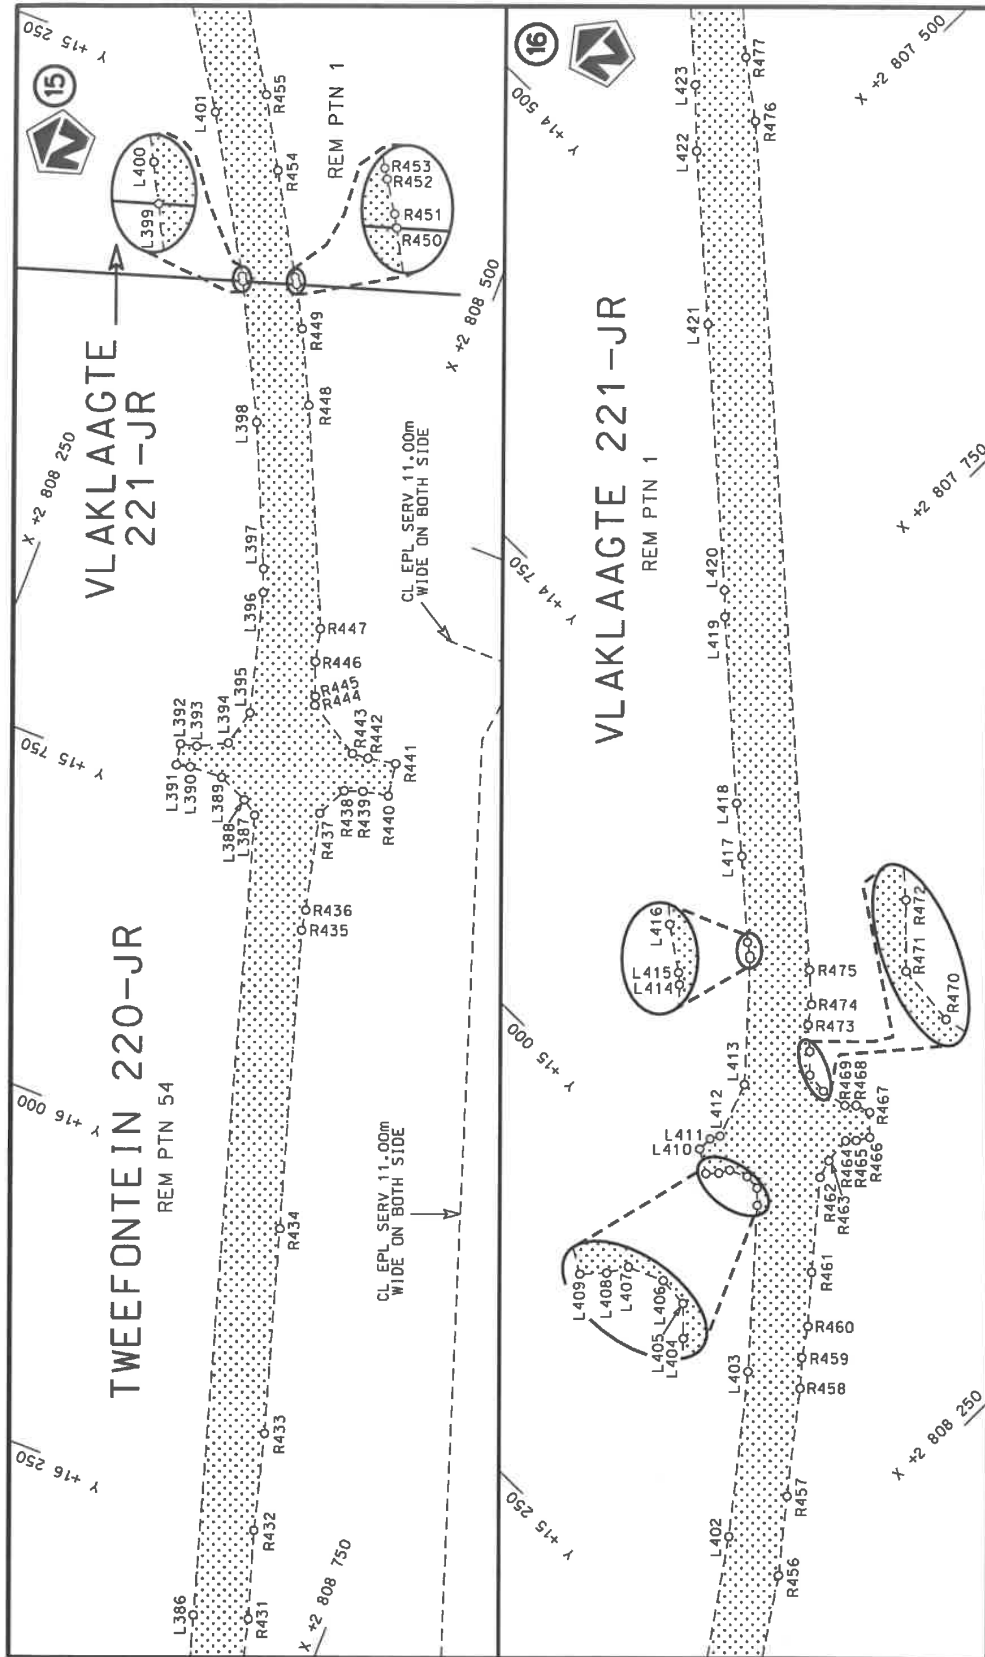 15
N
Y +15 250
X +2 808 250
VLAKLAAGTE
221-JR
L399
L400
L401
R455
R454
REM PTN 1
R453
R452
R451
R450
R449
R448
X +2 808 500
L398
L397
L396
L395
L394
L393
L392
L391
L390
L389
L388
L387
R447
R446
R445
R444
R443
R442
R441
R440
R439
R438
R437
R436
R435
CL EPL SERV 11.00m
WIDE ON BOTH SIDE
Y +15 750
TWEEFONTEIN 220-JR
REM PTN 54
Y +16 000
R434
CL EPL SERV 11.00m
WIDE ON BOTH SIDE
R433
Y +16 250
R432
L386
R431
X +2 808 750
16
N
Y +14 500
X +2 807 500
L423
R477
L422
R476
L421
VLAKLAAGTE 221-JR
REM PTN 1
X +2 807 750
Y +14 750
L420
L419
L418
L417
L416
L415
L414
L413
L412
L411
L410
R475
R474
R473
R472
R471
R470
R469
R468
R467
R466
R465
R464
R463
R462
Y +15 000
L409
L408
L407
L406
L405
L404
L403
R461
R460
R459
R458
X +2 808 250
Y +15 250
L402
R457
R456